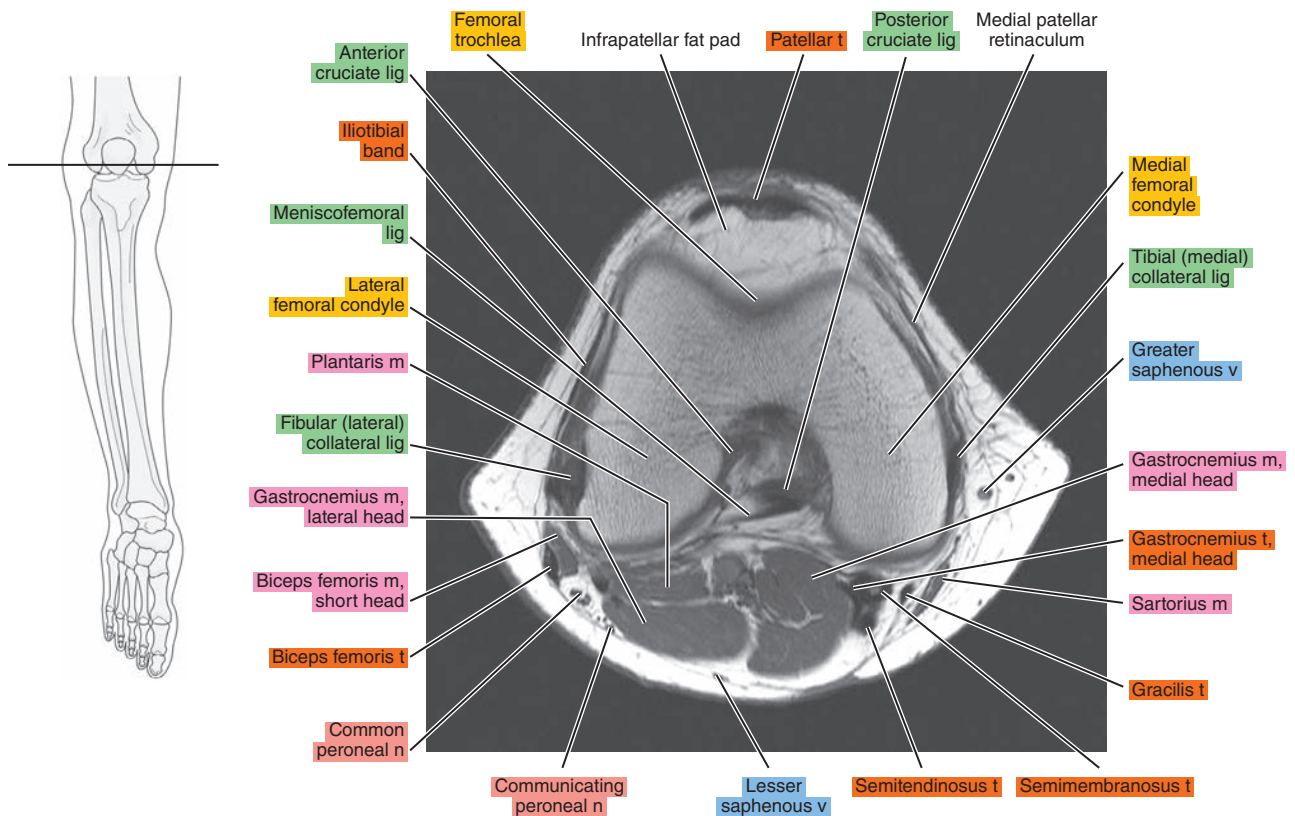 Femoral
trochlea
Infrapatellar fat pad
Patellar t
Posterior
cruciate lig
Medial patellar
retinaculum
Anterior
cruciate lig
Iliotibial
band
Meniscofemoral
lig
Lateral
femoral condyle
Plantaris m
Fibular (lateral)
collateral lig
Gastrocnemius m,
lateral head
Biceps femoris m,
short head
Biceps femoris t
Common
peroneal n
Communicating
peroneal n
Lesser
saphenous v
Semitendinosus t
Semimembranosus t
Medial
femoral
condyle
Tibial (medial)
collateral lig
Greater
saphenous v
Gastrocnemius m,
medial head
Gastrocnemius t,
medial head
Sartorius m
Gracilis t